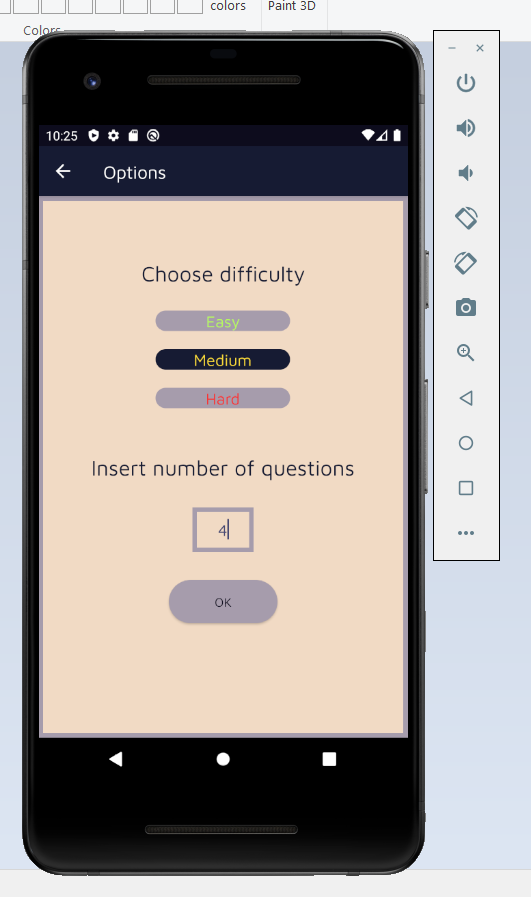 colors
Paint 3D
Colors
10:25
Options
Choose difficulty
Easy
Medium
Hard
Insert number of questions
4
OK